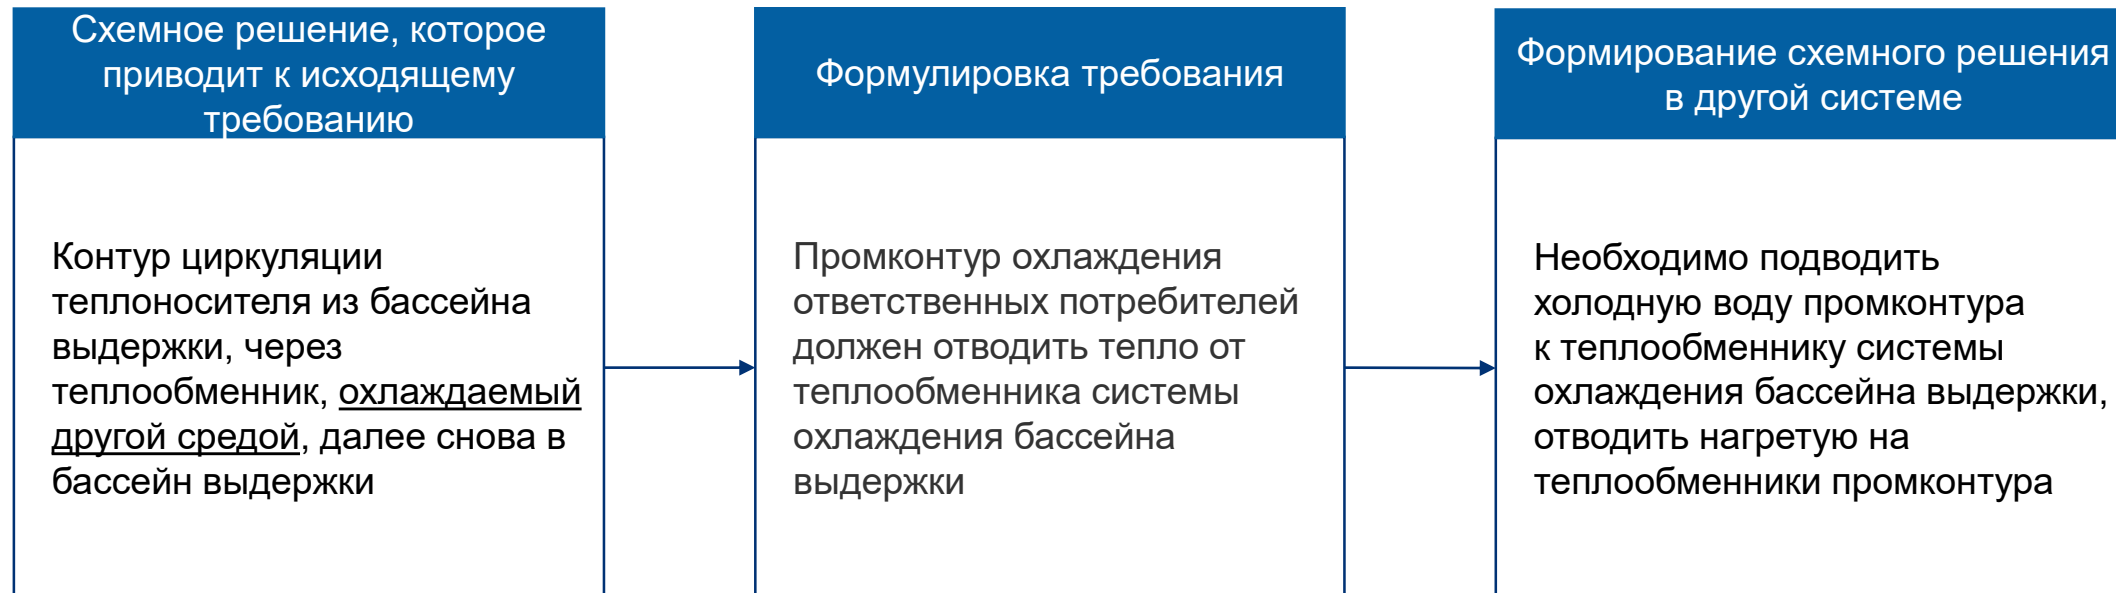 Схемное решение, которое
приводит к исходящему
требованию
Контур циркуляции
теплоносителя из бассейна
выдержки, через
теплообменник, охлаждаемый
другой средой, далее снова в
бассейн выдержки
Формулировка требования
Промконтур охлаждения
ответственных потребителей
должен отводить тепло от
теплообменника системы
охлаждения бассейна
выдержки
Формирование схемного решения
в другой системе
Необходимо подводить
холодную воду промконтура
к теплообменнику системы
охлаждения бассейна выдержки,
отводить нагретую на
теплообменники промконтура